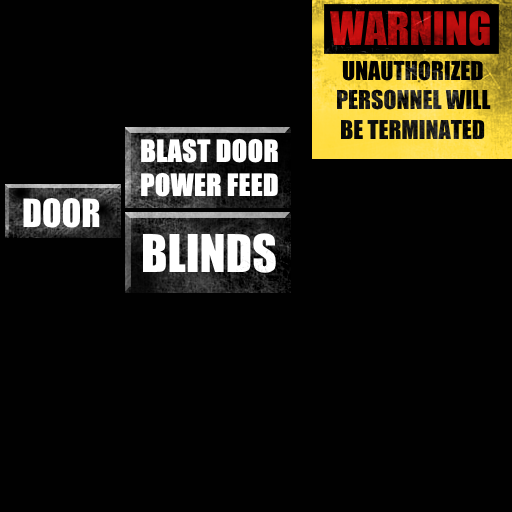 WARNING
UNAUTHORIZED
PERSONNEL WILL
BE TERMINATED
BLAST DOOR
POWER FEED
DOOR
BLINDS